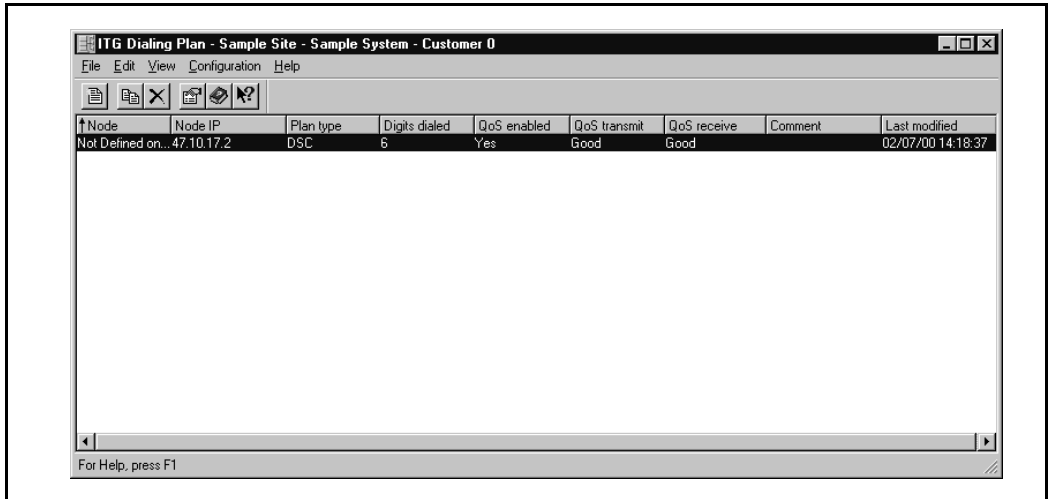 ITG Dialing Plan - Sample Site - Sample System - Customer 0
File Edit View Configuration Help
Node Node IP Plan type Digits dialed QoS enabled QoS transmit QoS receive Comment Last modified
Not Defined on... 47.10.17.2 DSC 6 Yes Good Good 02/07/00 14:18:37
For Help, press F1